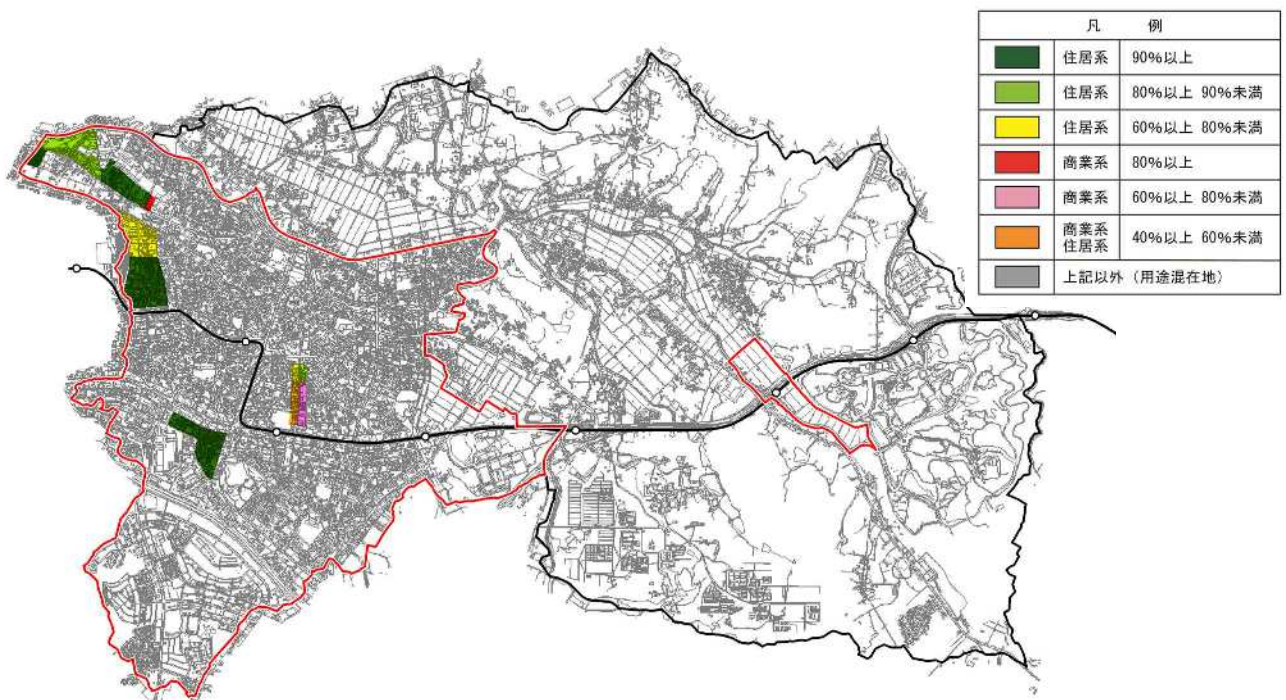 凡 例
住居系 90%以上
住居系 80%以上 90%未満
住居系 60%以上 80%未満
商業系 80%以上
商業系 60%以上 80%未満
商業系
住居系 40%以上 60%未満
上記以外（用途混在地）